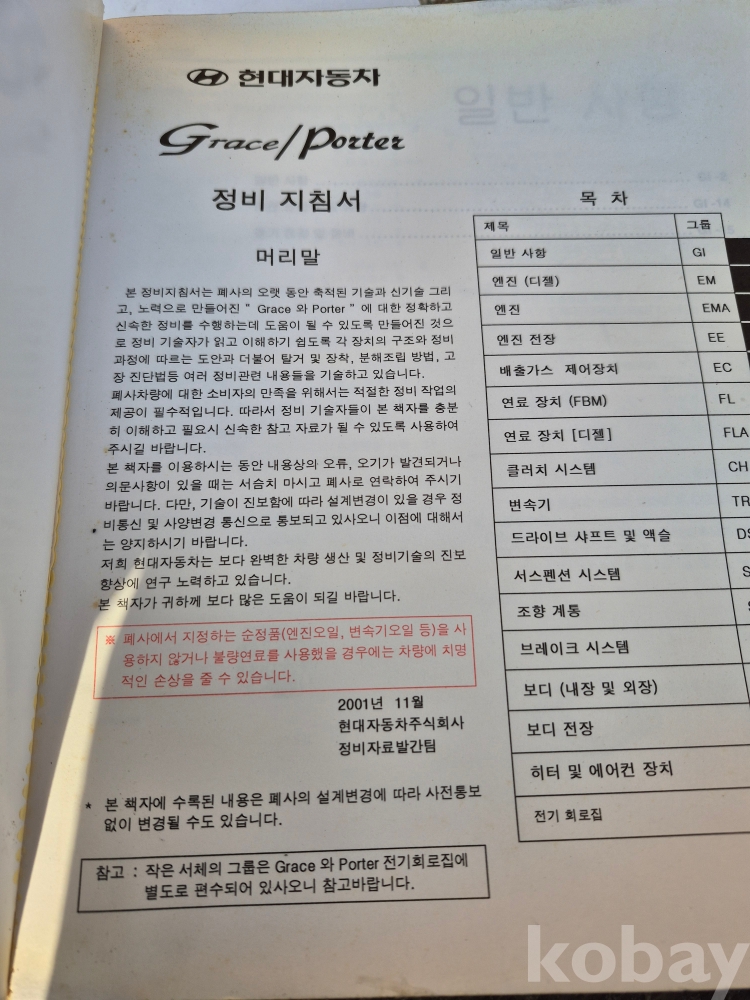 현대자동차
Grace/Porter
정비 지침서
머리말
본 정비지침서는 폐사의 오랫 동안 축적된 기술과 신기술 그리
고, 노력으로 만들어진 " Grace 와 Porter " 에 대한 정확하고
신속한 정비를 수행하는데 도움이 될 수 있도록 만들어진 것으
로 정비 기술자가 읽고 이해하기 쉽도록 각 장치의 구조와 정비
과정에 따르는 도안과 더불어 탈거 및 장착, 분해조립 방법, 고
장 진단법등 여러 정비관련 내용들을 기술하고 있습니다.
폐사차량에 대한 소비자의 만족을 위해서는 적절한 정비 작업의
제공이 필수적입니다. 따라서 정비 기술자들이 본 책자를 충분
히 이해하고 필요시 신속한 참고 자료가 될 수 있도록 사용하여
주시길 바랍니다.
본 책자를 이용하시는 동안 내용상의 오류, 오기가 발견되거나
의문사항이 있을 때는 서슴치 마시고 폐사로 연락하여 주시기
바랍니다. 다만, 기술이 진보함에 따라 설계변경이 있을 경우 정
비통신 및 사양변경 통신으로 통보되고 있사오니 이점에 대해서
는 양지하시기 바랍니다.
저희 현대자동차는 보다 완벽한 차량 생산 및 정비기술의 진보
향상에 연구 노력하고 있습니다.
본 책자가 귀하께 보다 많은 도움이 되길 바랍니다.
※ 폐사에서 지정하는 순정품(엔진오일, 변속기오일 등)을 사
용하지 않거나 불량연료를 사용했을 경우에는 차량에 치명
적인 손상을 줄 수 있습니다.
2001년 11월
현대자동차주식회사
정비자료발간팀
* 본 책자에 수록된 내용은 폐사의 설계변경에 따라 사전통보
없이 변경될 수도 있습니다.
참고 : 작은 서체의 그룹은 Grace 와 Porter 전기회로집에
별도로 편수되어 있사오니 참고바랍니다.
목 차
제목 그룹
일반 사항 GI
엔진 (디젤) EM
엔진 EMA
엔진 전장 EE
배출가스 제어장치 EC
연료 장치 (FBM) FL
연료 장치 [디젤] FLA
클러치 시스템 CH
변속기 TR
드라이브 샤프트 및 액슬 DS
서스펜션 시스템
조향 계통
브레이크 시스템
보디 (내장 및 외장)
보디 전장
히터 및 에어컨 장치
전기 회로집
kobay